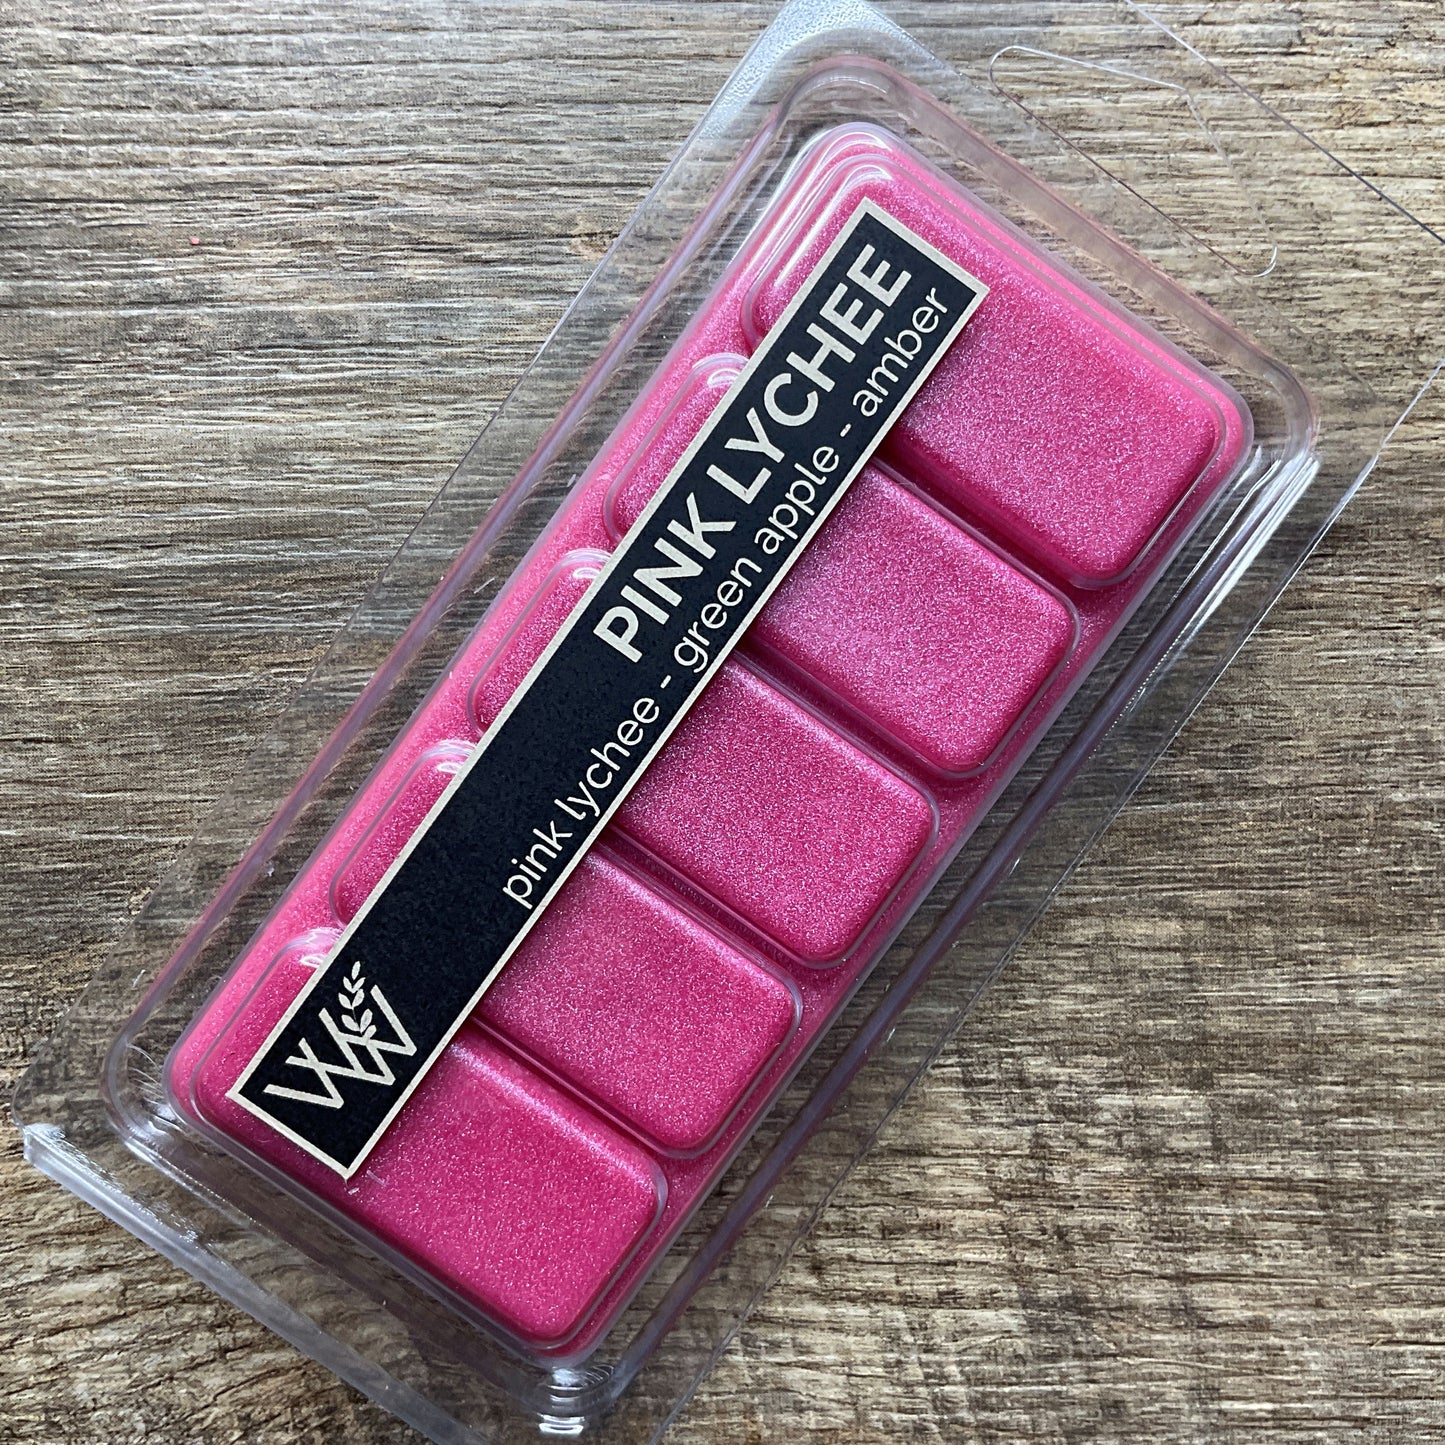 PINK LYCHEE
pink lychee - green apple - amber
W